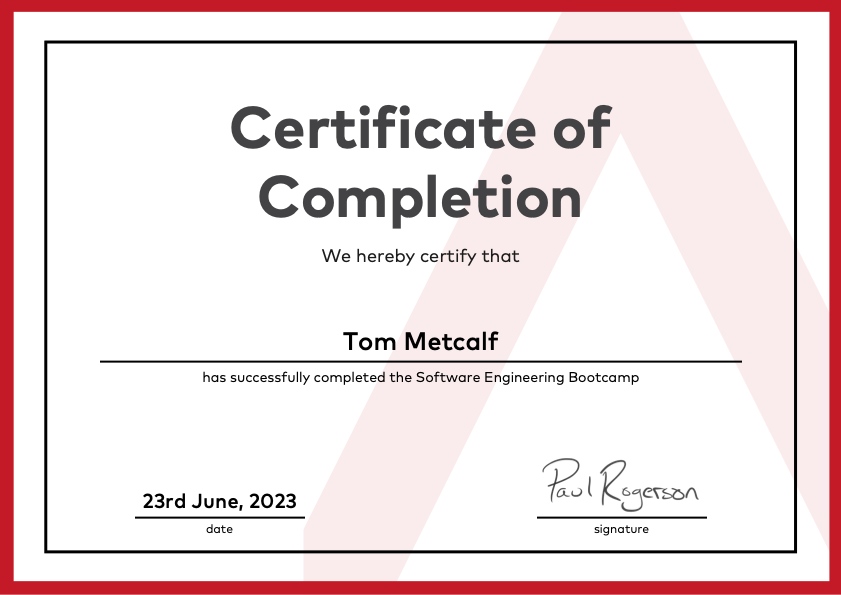 Certificate of
Completion
We hereby certify that
Tom Metcalf
has successfully completed the Software Engineering Bootcamp
Paul Rogerson
23rd June, 2023
date
signature